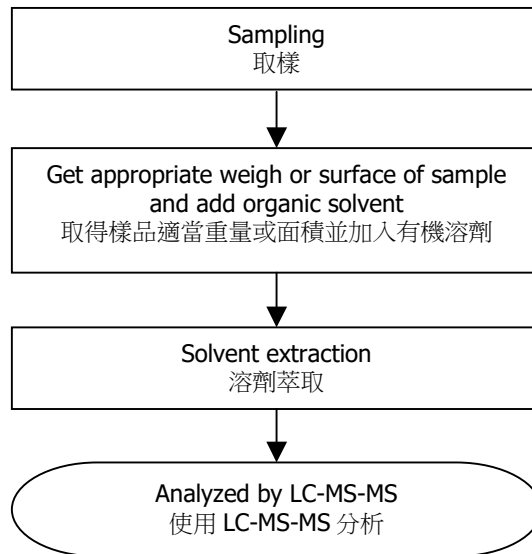 Sampling
取樣
Get appropriate weigh or surface of sample
and add organic solvent
取得樣品適當重量或面積並加入有機溶劑
Solvent extraction
溶劑萃取
Analyzed by LC-MS-MS
使用 LC-MS-MS 分析